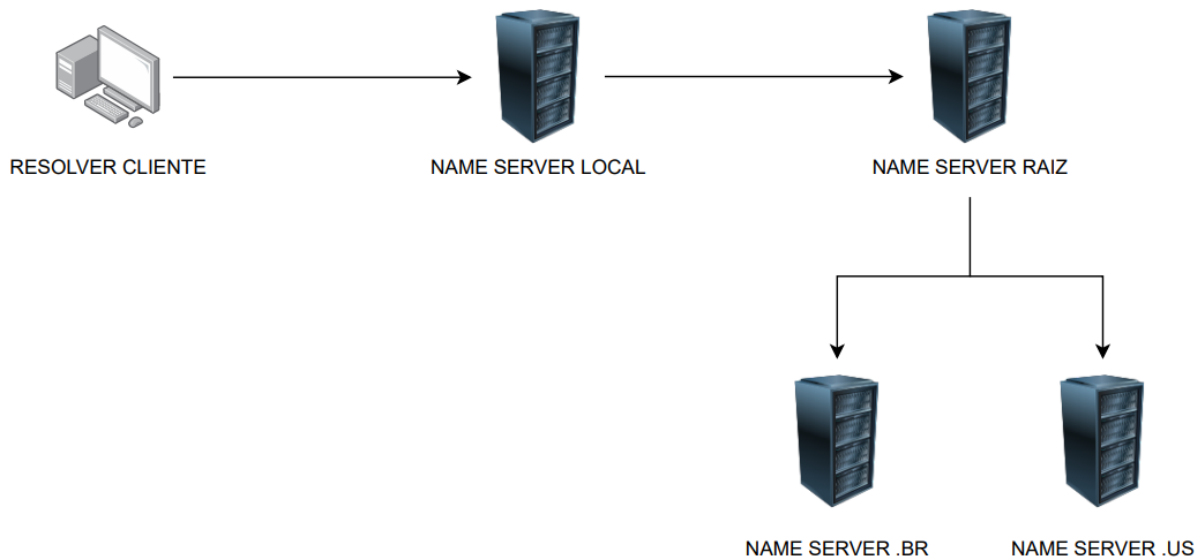 RESOLVER CLIENTE
NAME SERVER LOCAL
NAME SERVER RAIZ
NAME SERVER .BR
NAME SERVER .US